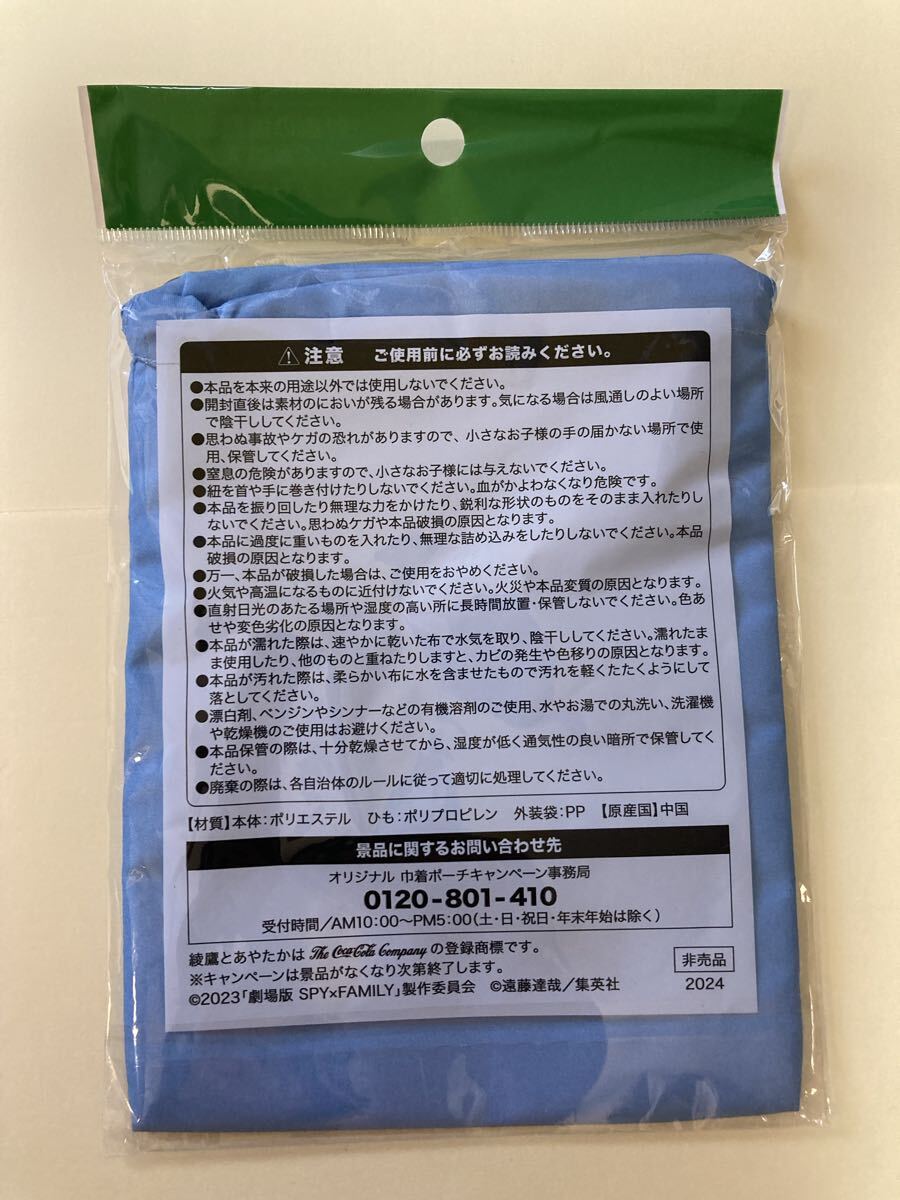 ⚠注意 ご使用前に必ずお読みください。
●本品を本来の用途以外では使用しないでください。
●開封直後は素材のにおいが残る場合があります。気になる場合は風通しのよい場所
で陰干ししてください。
●思わぬ事故やケガの恐れがありますので、小さなお子様の手の届かない場所で使
用、保管してください。
●窒息の危険がありますので、小さなお子様には与えないでください。
●紐を首や手に巻き付けたりしないでください。血がかよわなくなり危険です。
●本品を振り回したり無理な力をかけたり、鋭利な形状のものをそのまま入れたりし
ないでください。思わぬケガや本品破損の原因となります。
●本品に過度に重いものを入れたり、無理な詰め込みをしたりしないでください。本品
破損の原因となります。
●万一、本品が破損した場合は、ご使用をおやめください。
●火気や高温になるものに近付けないでください。火災や本品変質の原因となります。
●直射日光のあたる場所や湿度の高い所に長時間放置・保管しないでください。色あ
せや変色劣化の原因となります。
●本品が濡れた際は、速やかに乾いた布で水気を取り、陰干ししてください。濡れたま
ま使用したり、他のものと重ねたりしますと、カビの発生や色移りの原因となります。
●本品が汚れた際は、柔らかい布に水を含ませたもので汚れを軽くたたくようにして
落としてください。
●漂白剤、ベンジンやシンナーなどの有機溶剤のご使用、水やお湯での丸洗い、洗濯機
や乾燥機のご使用はお避けください。
●本品保管の際は、十分乾燥させてから、湿度が低く通気性の良い暗所で保管してく
ださい。
●廃棄の際は、各自治体のルールに従って適切に処理してください。
【材質】本体:ポリエステル ひも:ポリプロピレン 外装袋:PP 【原産国】中国
景品に関するお問い合わせ先
オリジナル 巾着ポーチキャンペーン事務局
0120-801-410
受付時間/AM10:00〜PM5:00(土・日・祝日・年末年始は除く)
綾鷹とあやたかは The Coca-Cola Company の登録商標です。
※キャンペーンは景品がなくなり次第終了します。
©2023「劇場版 SPY×FAMILY」製作委員会 ©遠藤達哉/集英社
非売品
2024